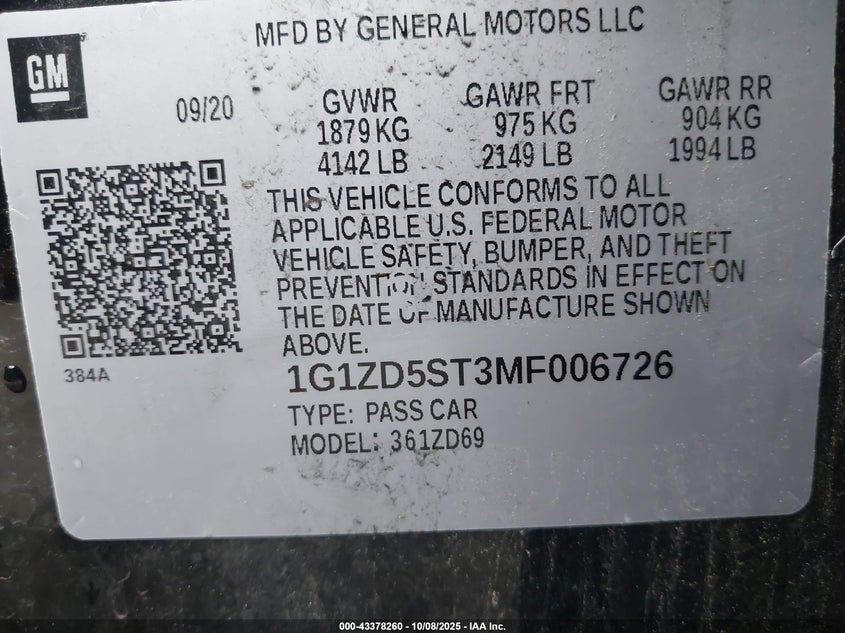 MFD BY GENERAL MOTORS LLC
GM
09/20
GVWR GAWR FRT GAWR RR
1879 KG 975 KG 904 KG
4142 LB 2149 LB 1994 LB
THIS VEHICLE CONFORMS TO ALL
APPLICABLE U.S. FEDERAL MOTOR
VEHICLE SAFETY, BUMPER, AND THEFT
PREVENTION STANDARDS IN EFFECT ON
THE DATE OF MANUFACTURE SHOWN
ABOVE.
384A
1G1ZD5ST3MF006726
TYPE: PASS CAR
MODEL: 361ZD69
000-43378260 - 10/08/2025 - IAA Inc.